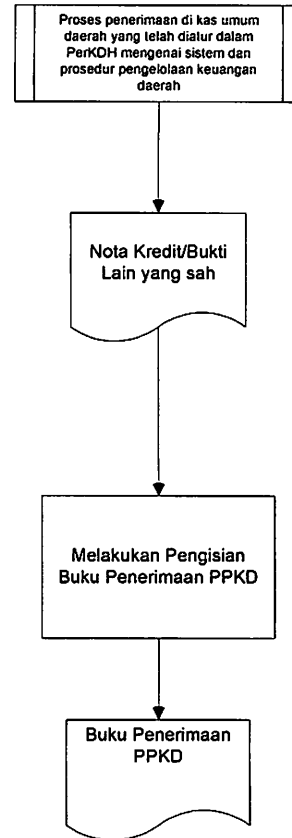 Proses penerimaan di kas umum
daerah yang telah diatur dalam
PerKDH mengenai sistem dan
prosedur pengelolaan keuangan
daerah
Nota Kredit/Bukti
Lain yang sah
Melakukan Pengisian
Buku Penerimaan PPKD
Buku Penerimaan
PPKD